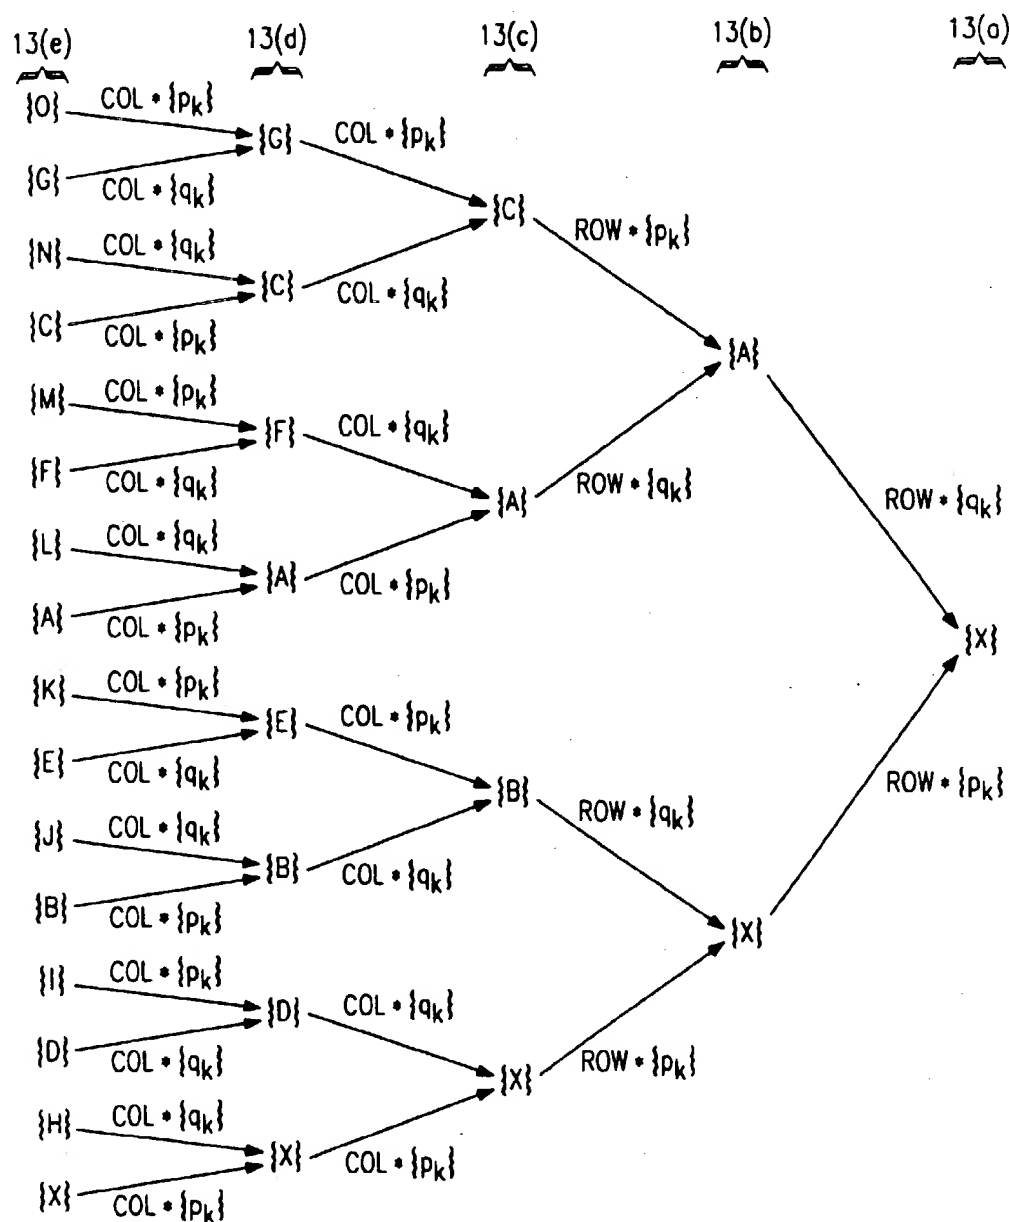 13(e) 13(d) 13(c) 13(b) 13(a)
{O} COL * {pk}
{G} COL * {pk}
{G} COL * {qk}
{C} ROW * {pk}
{N} COL * {qk}
{C} COL * {qk}
{C} COL * {pk}
{A}
{M} COL * {pk}
{F} COL * {qk}
{F} COL * {qk}
{A} ROW * {qk} ROW * {qk}
{L} COL * {qk}
{A} COL * {pk}
{A} COL * {pk}
{X}
{K} COL * {pk}
{E} COL * {pk}
{E} COL * {qk}
{B} ROW * {qk} ROW * {pk}
{J} COL * {qk}
{B} COL * {qk}
{B} COL * {pk}
{X}
{I} COL * {pk}
{D} COL * {qk}
{D} COL * {qk}
{X} ROW * {pk}
{H} COL * {qk}
{X} COL * {pk}
{X} COL * {pk}